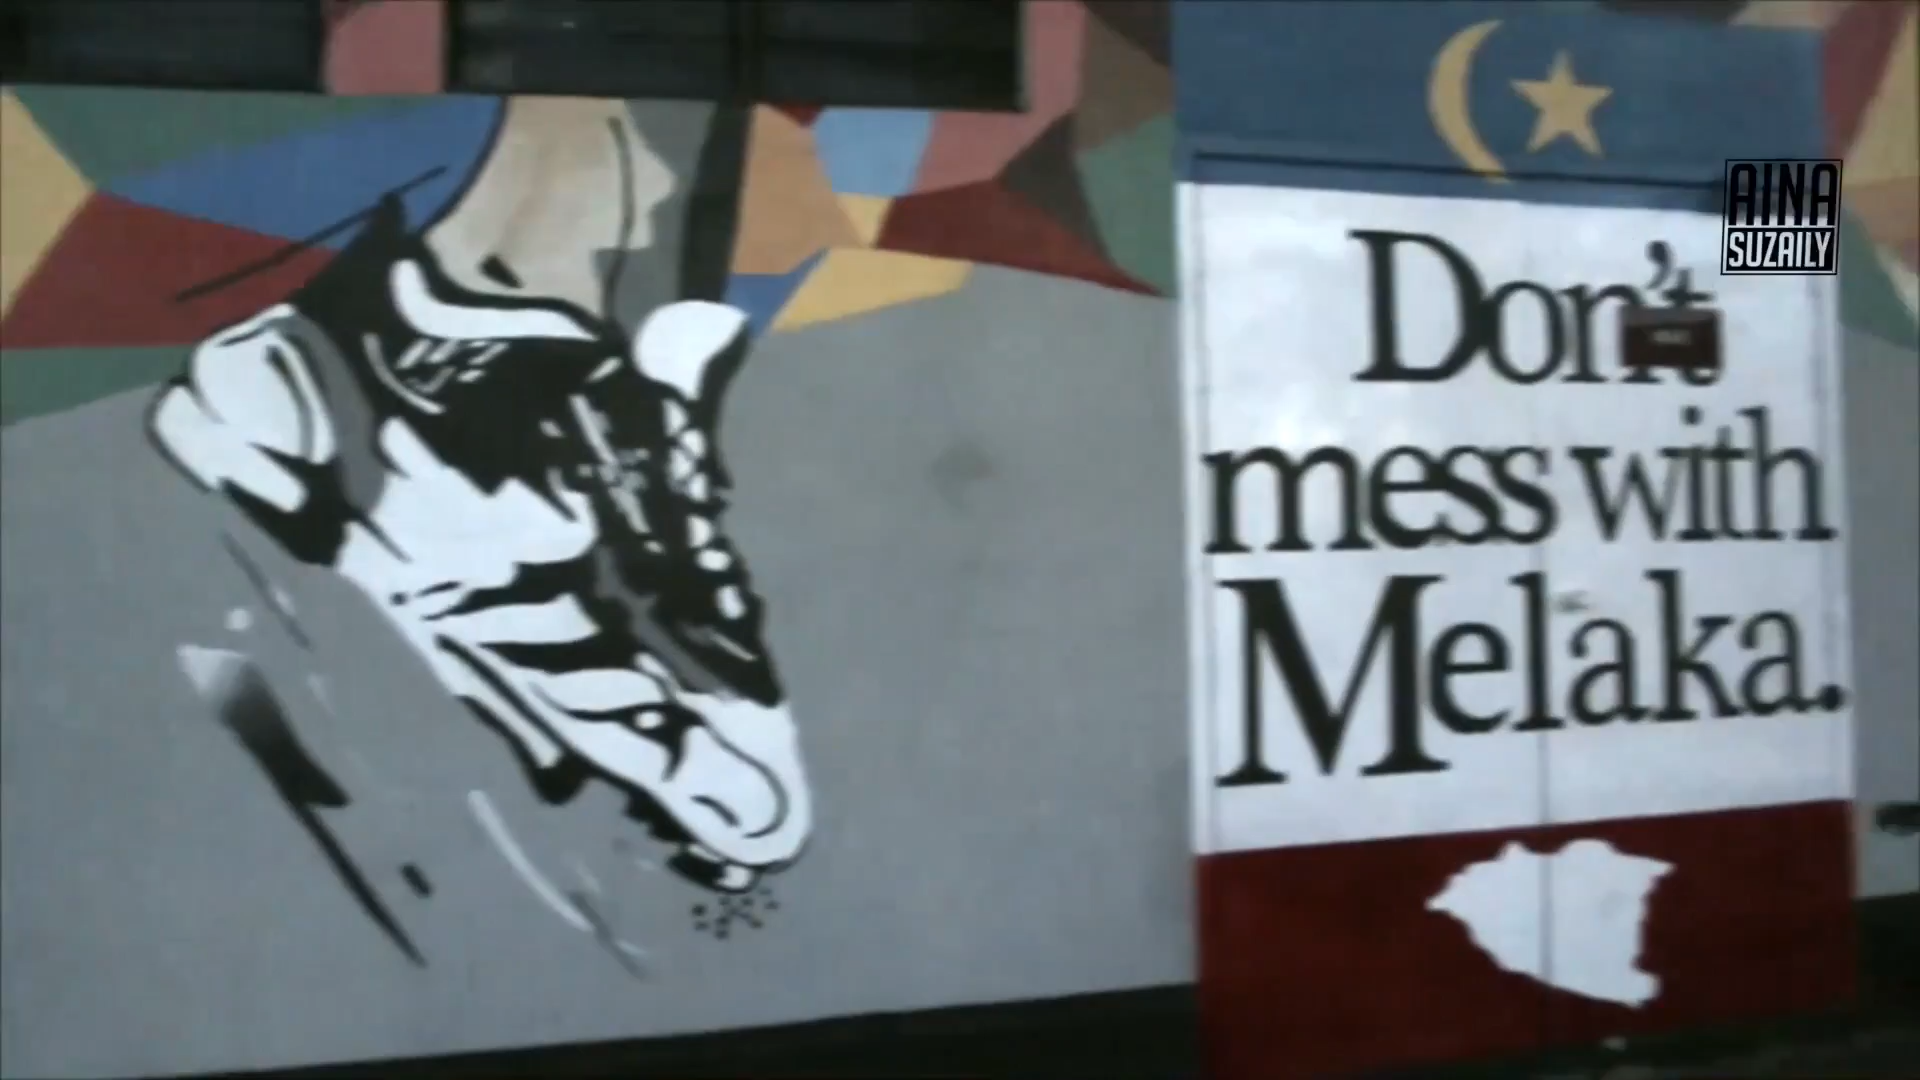 AINA
SUZAILY
Don't
mess with
Melaka.